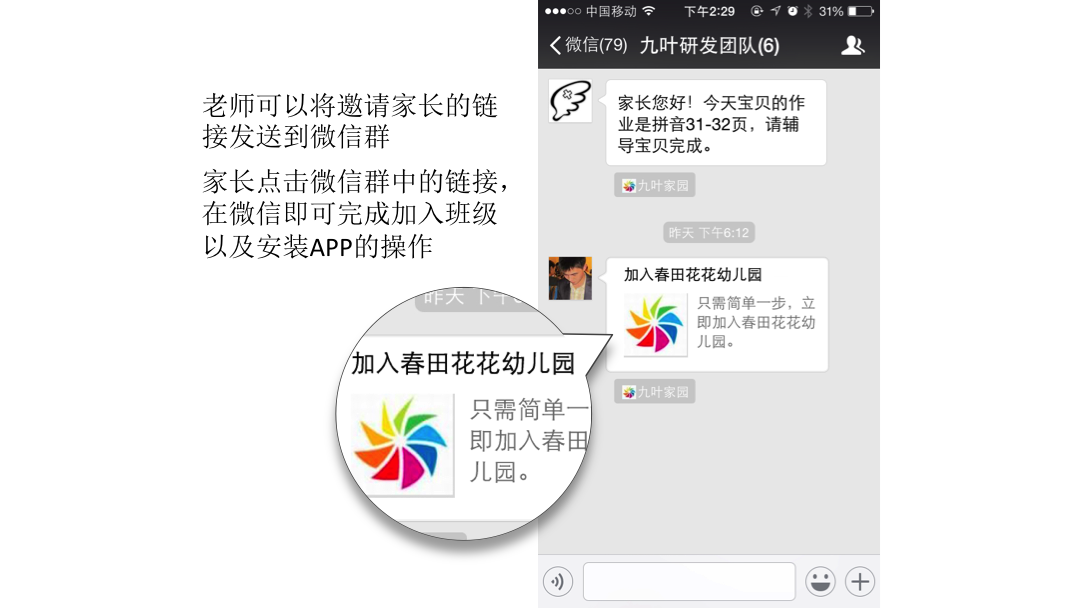 老师可以将邀请家长的链
接发送到微信群
家长点击微信群中的链接，
在微信即可完成加入班级
以及安装APP的操作
中国移动
下午2:29
31%
微信(79)
九叶研发团队(6)
家长您好！今天宝贝的作
业是拼音31-32页，请辅
导宝贝完成。
九叶家园
昨天 下午6:12
加入春田花花幼儿园
只需简单一步，立
即加入春田花花幼
儿园。
九叶家园
昨天 下午
加入春田花花幼儿园
只需简单一
即加入春田
儿园。